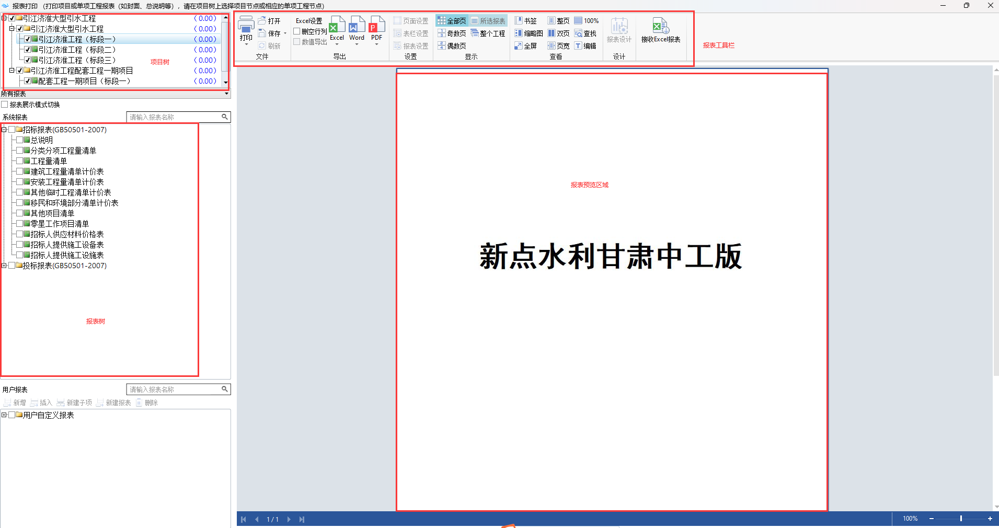 报表打印 （打印项目或单项工程报表（如封面、总说明等），请在项目树上选择项目节点或相应的单项工程节点）
引江济淮大型引水工程 （0.00）
引江济淮大型引水工程 （0.00）
引江济淮工程（标段一） （0.00）
引江济淮工程（标段二） （0.00）
引江济淮工程（标段三） （0.00）
引江济淮工程配套工程一期项目 （0.00）
配套工程一期项目（标段一） （0.00）
项目树
所有报表
报表展示模式切换
系统报表 请输入报表名称
招标报表(GB50501-2007)
总说明
分类分项工程量清单
工程量清单
建筑工程量清单计价表
安装工程量清单计价表
其他临时工程清单计价表
移民和环境部分清单计价表
其他项目清单
零星工作项目清单
招标人供应材料价格表
招标人提供施工设备表
招标人提供施工设施表
投标报表(GB50501-2007)
报表树
用户报表 请输入报表名称
新增 插入 新建子项 新建报表 删除
用户自定义报表
打印 打开 保存 刷新
文件
Excel设置 删空行列 数值导出 Excel Word PDF
导出
页面设置 表栏设置 报表设置
设置
全部页 所选报表 奇数页 整个工程 偶数页
显示
书签 整页 100%
缩略图 双页 查找
全屏 页宽 编辑
查看
报表设计
设计
接收Excel报表
报表工具栏
报表预览区域
新点水利甘肃中工版
1 / 1
100%